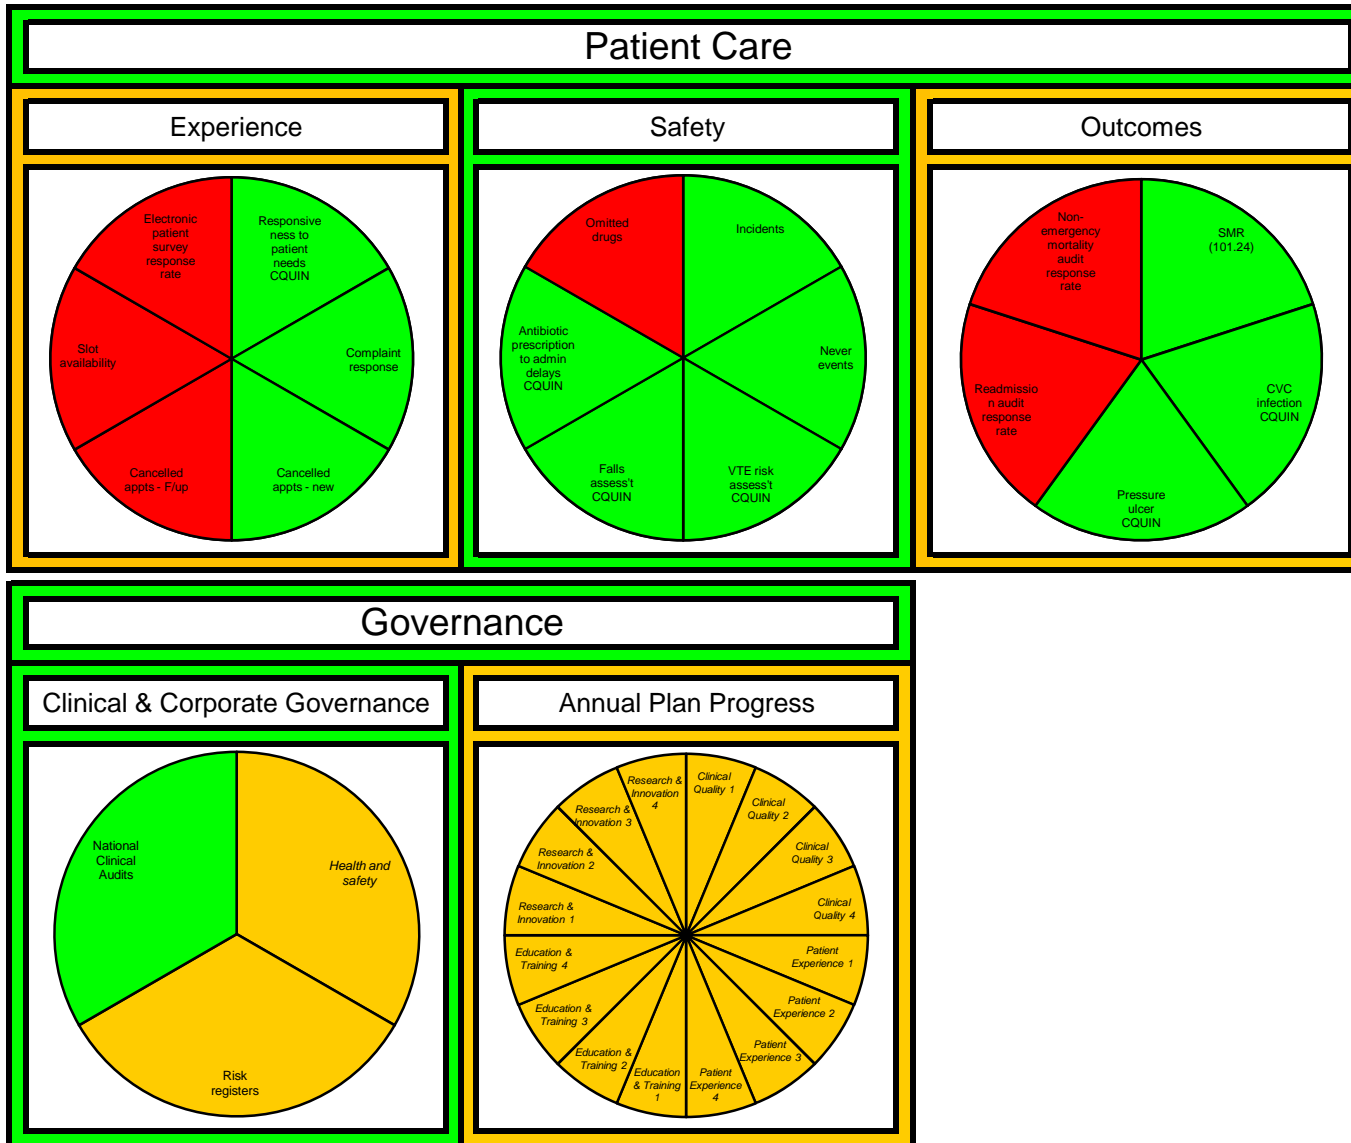 Patient Care
Experience
Safety
Outcomes
Electronic
patient
survey
response
rate
Responsive
ness to
patient
needs
CQUIN
Slot
availability
Complaint
response
Cancelled
appts - F/up
Cancelled
appts - new
Omitted
drugs
Incidents
Antibiotic
prescription
to admin
delays
CQUIN
Never
events
Falls
assess't
CQUIN
VTE risk
assess't
CQUIN
Non-
emergency
mortality
audit
response
rate
SMR
(101.24)
Readmissio
n audit
response
rate
CVC
infection
CQUIN
Pressure
ulcer
CQUIN
Governance
Clinical & Corporate Governance
Annual Plan Progress
National
Clinical
Audits
Health and
safety
Risk
registers
Research &
Innovation
4
Clinical
Quality 1
Research &
Innovation 3
Clinical
Quality 2
Research &
Innovation 2
Clinical
Quality 3
Research &
Innovation 1
Clinical
Quality 4
Education &
Training 4
Patient
Experience 1
Education &
Training 3
Patient
Experience 2
Education &
Training 2
Patient
Experience 3
Education
& Training
1
Patient
Experience
4